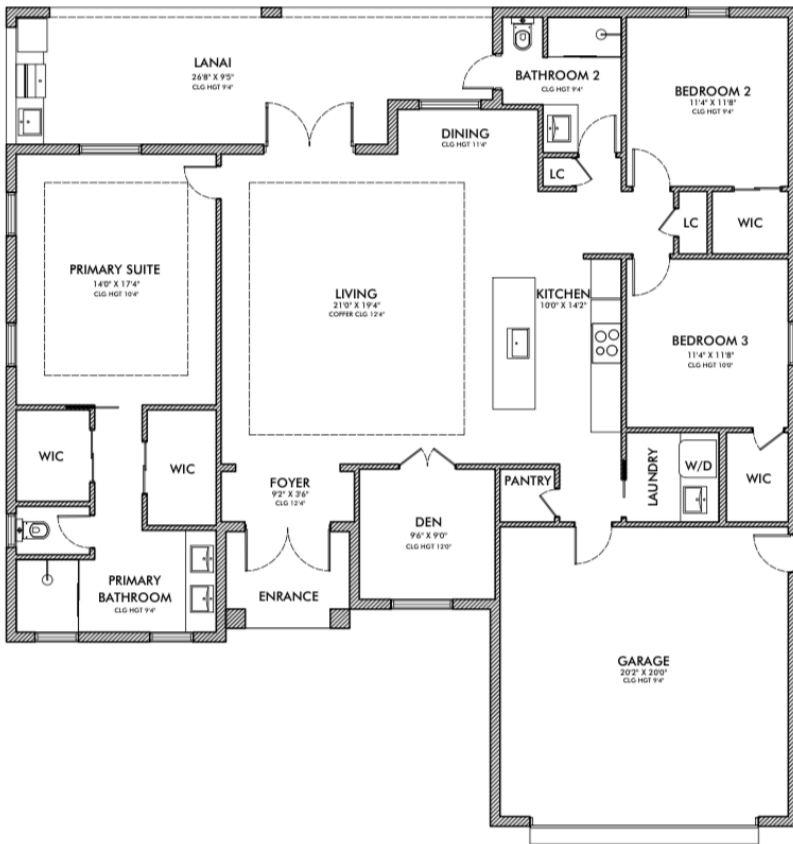 LANAI
26'8" X 9'5"
CLG HGT 9'4"
BATHROOM 2
CLG HGT 9'4"
BEDROOM 2
11'4" X 11'8"
CLG HGT 9'4"
DINING
CLG HGT 11'4"
LC
LC
WIC
PRIMARY SUITE
14'0" X 17'4"
CLG HGT 10'4"
LIVING
21'0" X 19'4"
COFFER CLG 12'4"
KITCHEN
10'0" X 14'2"
BEDROOM 3
11'4" X 11'8"
CLG HGT 10'0"
WIC
WIC
FOYER
9'2" X 3'6"
CLG 12'4"
DEN
9'6" X 9'0"
CLG HGT 12'0"
PANTRY
LAUNDRY
W/D
WIC
PRIMARY
BATHROOM
CLG HGT 9'4"
ENRANCE
GARAGE
20'2" X 20'0"
CLG HGT 9'4"